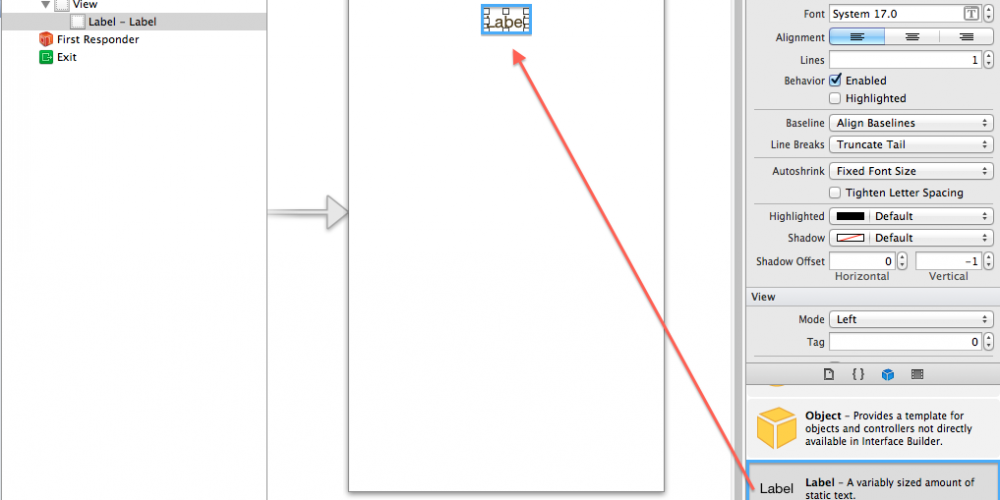 View
Label – Label
First Responder
Exit
Label
Font System 17.0 T
Alignment
Lines 1
Behavior Enabled
Highlighted
Baseline Align Baselines
Line Breaks Truncate Tail
Autoshrink Fixed Font Size
Tighten Letter Spacing
Highlighted Default
Shadow Default
Shadow Offset 0 -1
Horizontal Vertical
View
Mode Left
Tag 0
{ }
Object – Provides a template for
objects and controllers not directly
available in Interface Builder.
Label
Label – A variably sized amount of
static text.